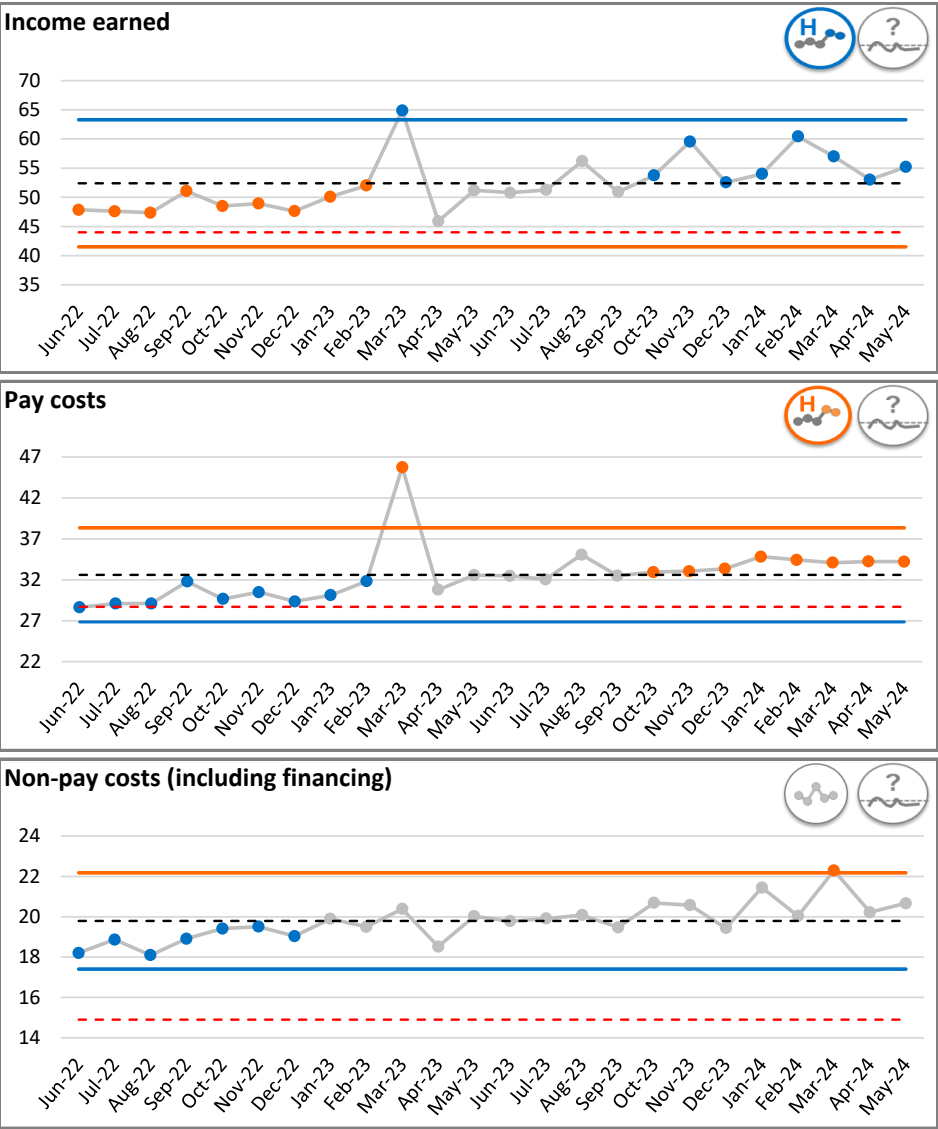 Income earned
H
?
70
65
60
55
50
45
40
35
Jun-22 Jul-22 Aug-22 Sep-22 Oct-22 Nov-22 Dec-22 Jan-23 Feb-23 Mar-23 Apr-23 May-23 Jun-23 Jul-23 Aug-23 Sep-23 Oct-23 Nov-23 Dec-23 Jan-24 Feb-24 Mar-24 Apr-24 May-24
Pay costs
H
?
47
42
37
32
27
22
Jun-22 Jul-22 Aug-22 Sep-22 Oct-22 Nov-22 Dec-22 Jan-23 Feb-23 Mar-23 Apr-23 May-23 Jun-23 Jul-23 Aug-23 Sep-23 Oct-23 Nov-23 Dec-23 Jan-24 Feb-24 Mar-24 Apr-24 May-24
Non-pay costs (including financing)
?
24
22
20
18
16
14
Jun-22 Jul-22 Aug-22 Sep-22 Oct-22 Nov-22 Dec-22 Jan-23 Feb-23 Mar-23 Apr-23 May-23 Jun-23 Jul-23 Aug-23 Sep-23 Oct-23 Nov-23 Dec-23 Jan-24 Feb-24 Mar-24 Apr-24 May-24